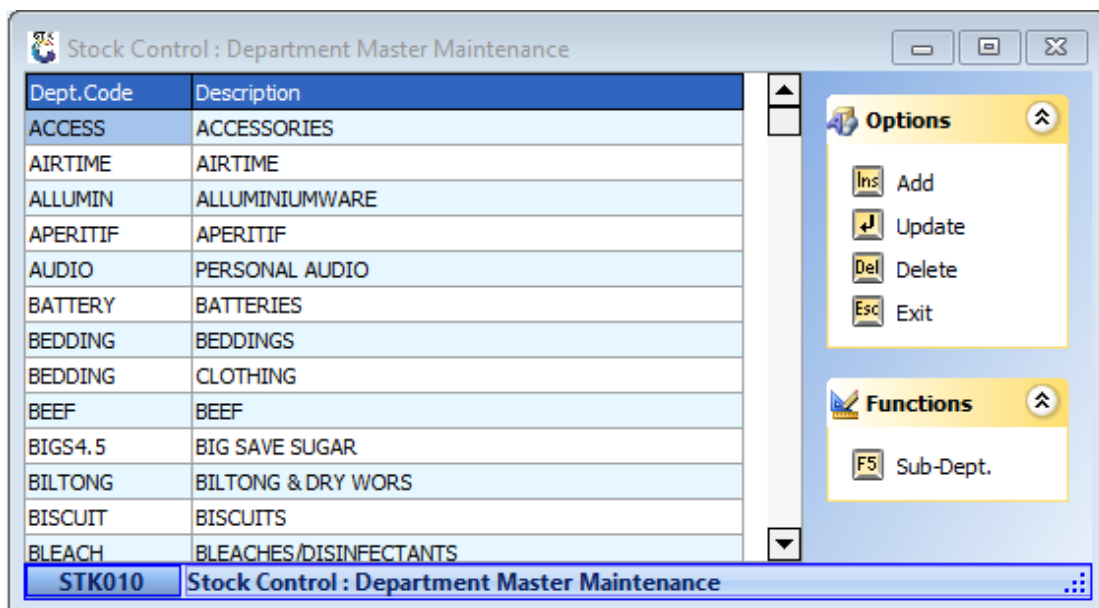 Stock Control : Department Master Maintenance
Dept.Code Description
ACCESS ACCESSORIES
AIRTIME AIRTIME
ALLUMIN ALLUMINIUMWARE
APERITIF APERITIF
AUDIO PERSONAL AUDIO
BATTERY BATTERIES
BEDDING BEDDINGS
BEDDING CLOTHING
BEEF BEEF
BIGS4.5 BIG SAVE SUGAR
BILTONG BILTONG & DRY WORS
BISCUIT BISCUITS
BLEACH BLEACHES/DISINFECTANTS
Options
Ins Add
Update
Del Delete
Esc Exit
Functions
F5 Sub-Dept.
STK010 Stock Control : Department Master Maintenance